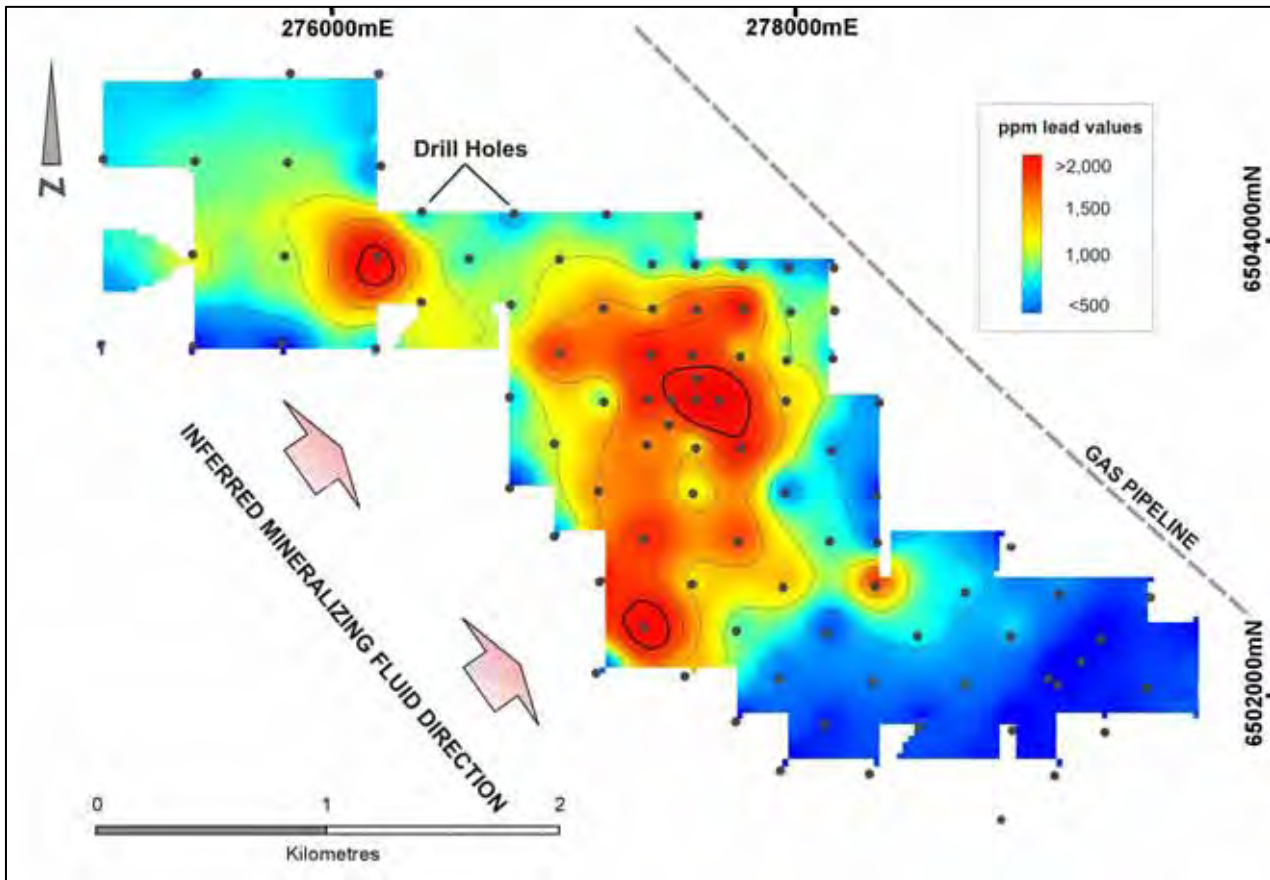 276000mE
278000mE
ppm lead values
>2,000
1,500
1,000
<500
Drill Holes
N
6504000mN
GAS PIPELINE
INFERRED MINERALIZING FLUID DIRECTION
6502000mN
0 1 2
Kilometres